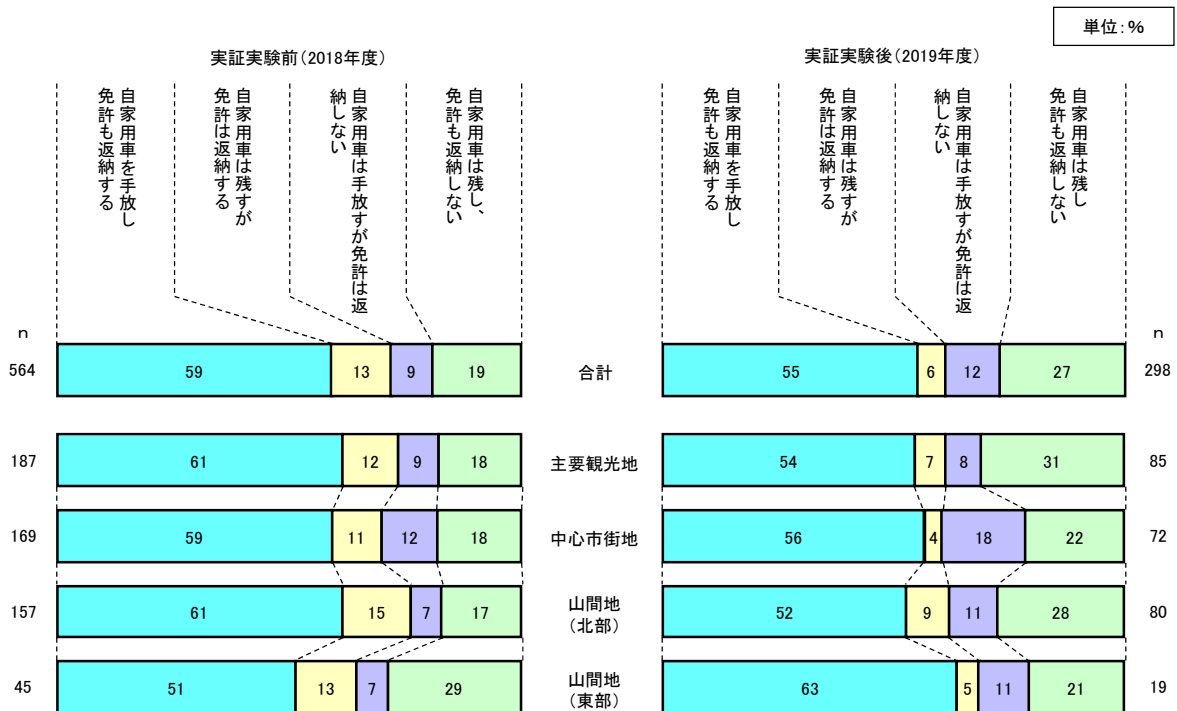 単位：％
実証実験前（2018年度）
実証実験後（2019年度）
自家用車を手放し
免許も返納する
自家用車は残すが
免許は返納する
自家用車は手放すが免許は返
納しない
自家用車は残し、
免許も返納しない
自家用車を手放し
免許も返納する
自家用車は残すが
免許は返納する
自家用車は手放すが免許は返
納しない
自家用車は残し
免許も返納しない
n
n
564 59 13 9 19 合計 55 6 12 27 298
187 61 12 9 18 主要観光地 54 7 8 31 85
169 59 11 12 18 中心市街地 56 4 18 22 72
157 61 15 7 17 山間地
（北部） 52 9 11 28 80
45 51 13 7 29 山間地
（東部） 63 5 11 21 19